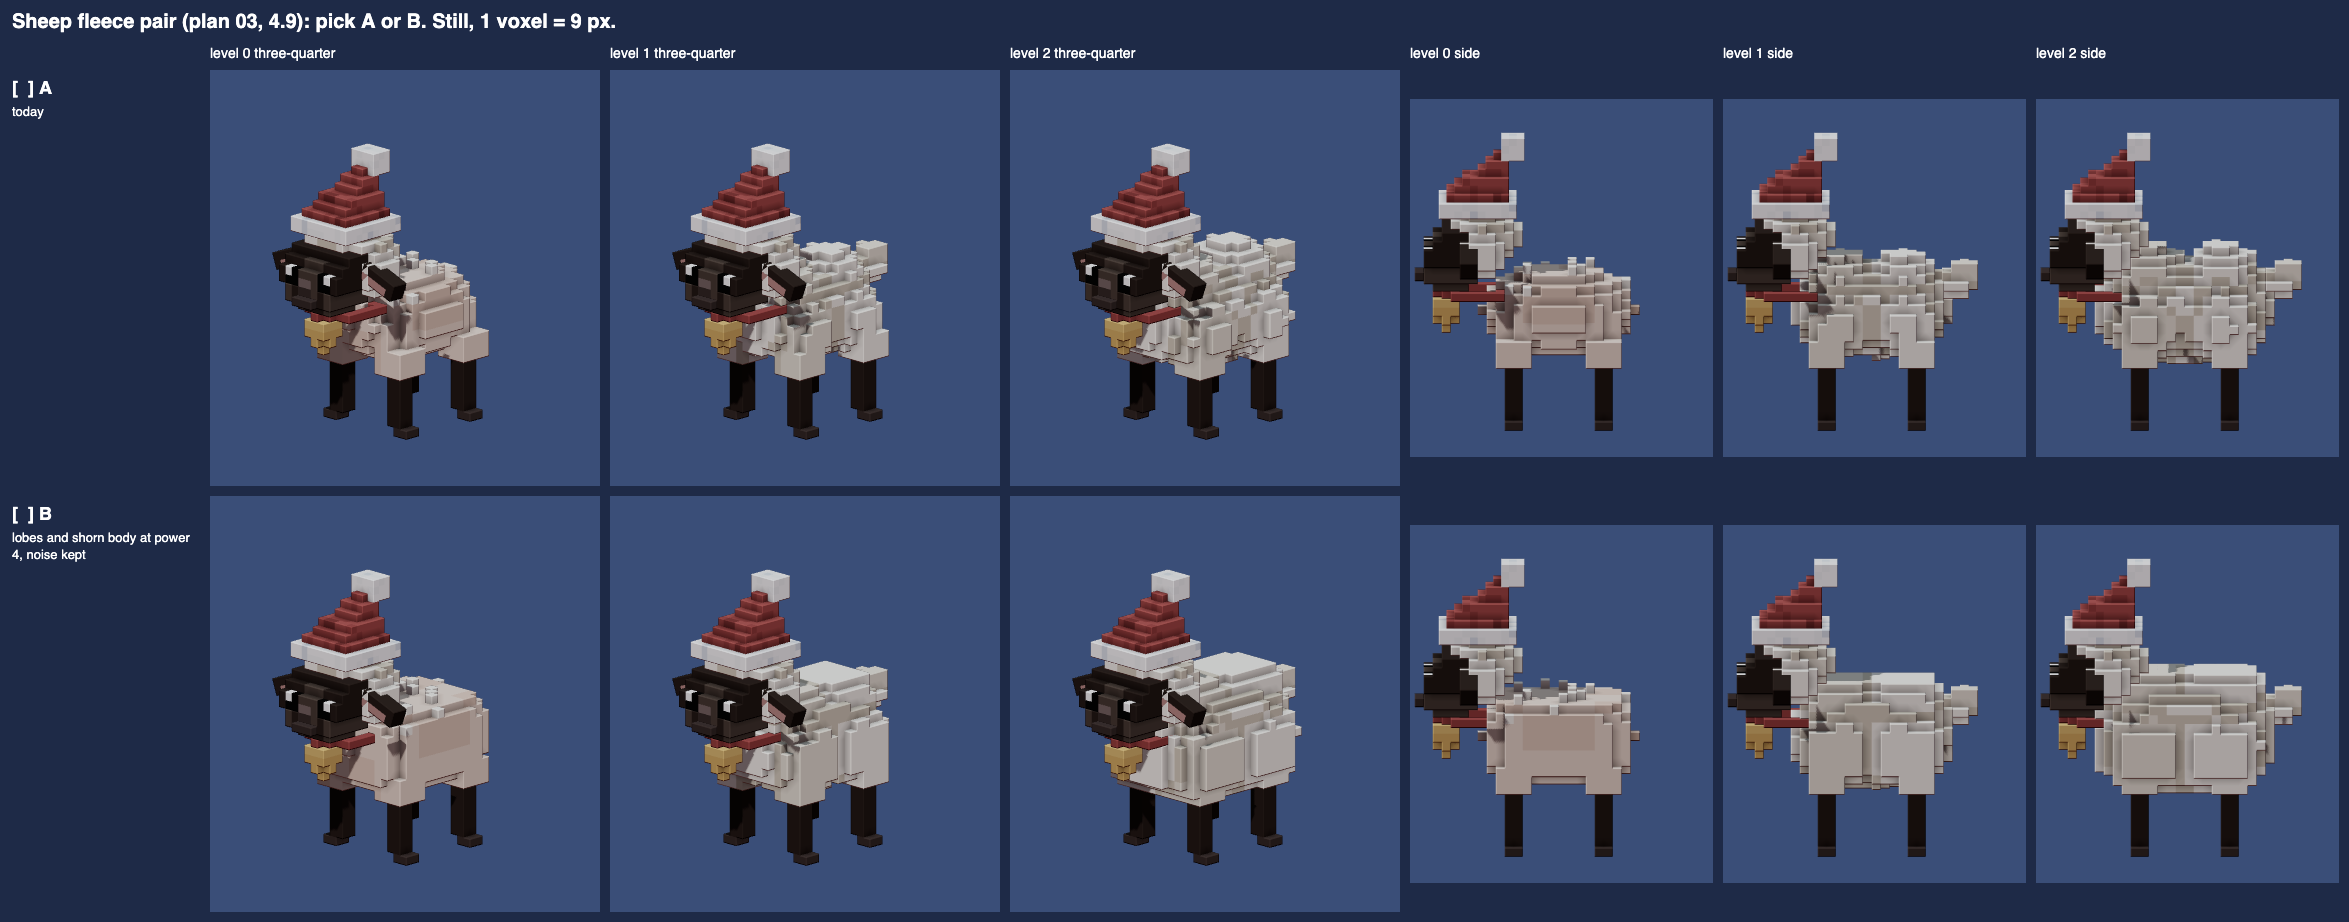 Sheep fleece pair (plan 03, 4.9): pick A or B. Still, 1 voxel = 9 px.
level 0 three-quarter
level 1 three-quarter
level 2 three-quarter
level 0 side
level 1 side
level 2 side
[ ] A
today
[ ] B
lobes and shorn body at power
4, noise kept